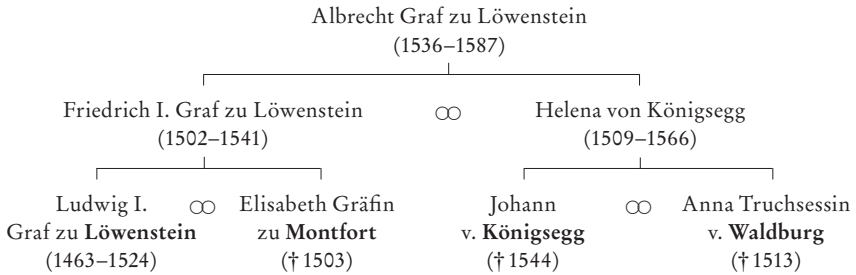 Albrecht Graf zu Löwenstein
(1536–1587)
Friedrich I. Graf zu Löwenstein ꝏ Helena von Königsegg
(1502–1541) (1509–1566)
Ludwig I. ꝏ Elisabeth Gräfin Johann ꝏ Anna Truchsessin
Graf zu Löwenstein zu Montfort v. Königsegg v. Waldburg
(1463–1524) († 1503) († 1544) († 1513)